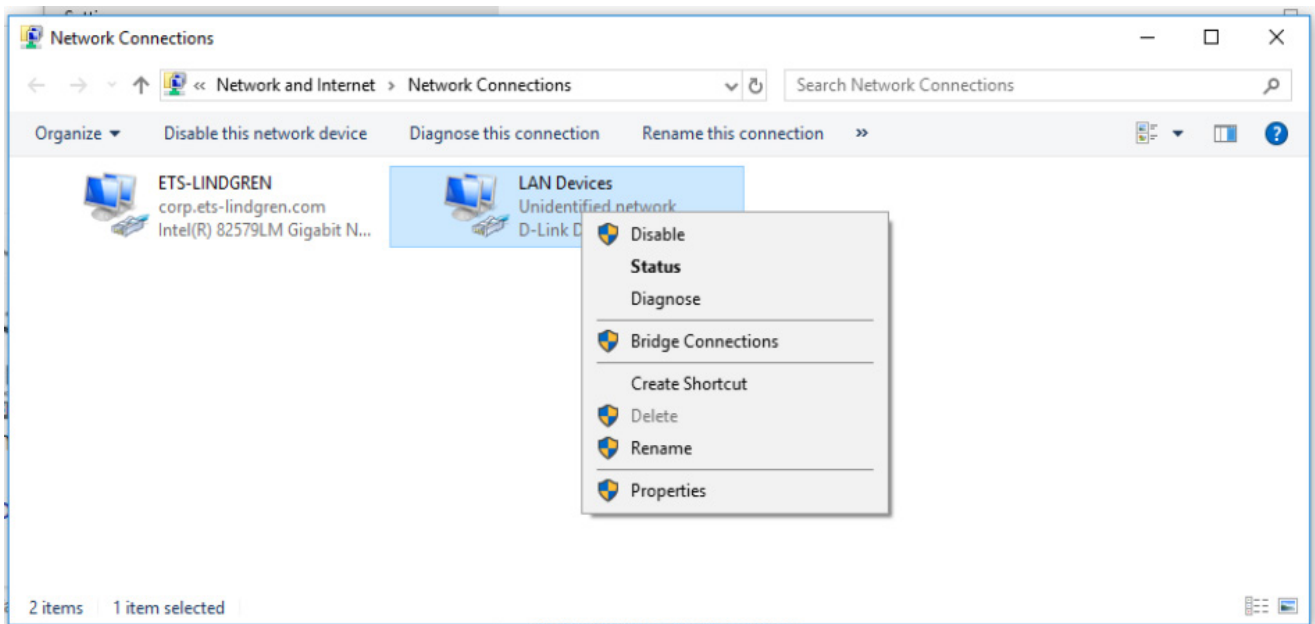 Network Connections
« Network and Internet > Network Connections
Search Network Connections
Organize
Disable this network device
Diagnose this connection
Rename this connection
»
ETS-LINDGREN
corp.ets-lindgren.com
Intel(R) 82579LM Gigabit N...
LAN Devices
Unidentified network
D-Link D
Disable
Status
Diagnose
Bridge Connections
Create Shortcut
Delete
Rename
Properties
2 items
1 item selected